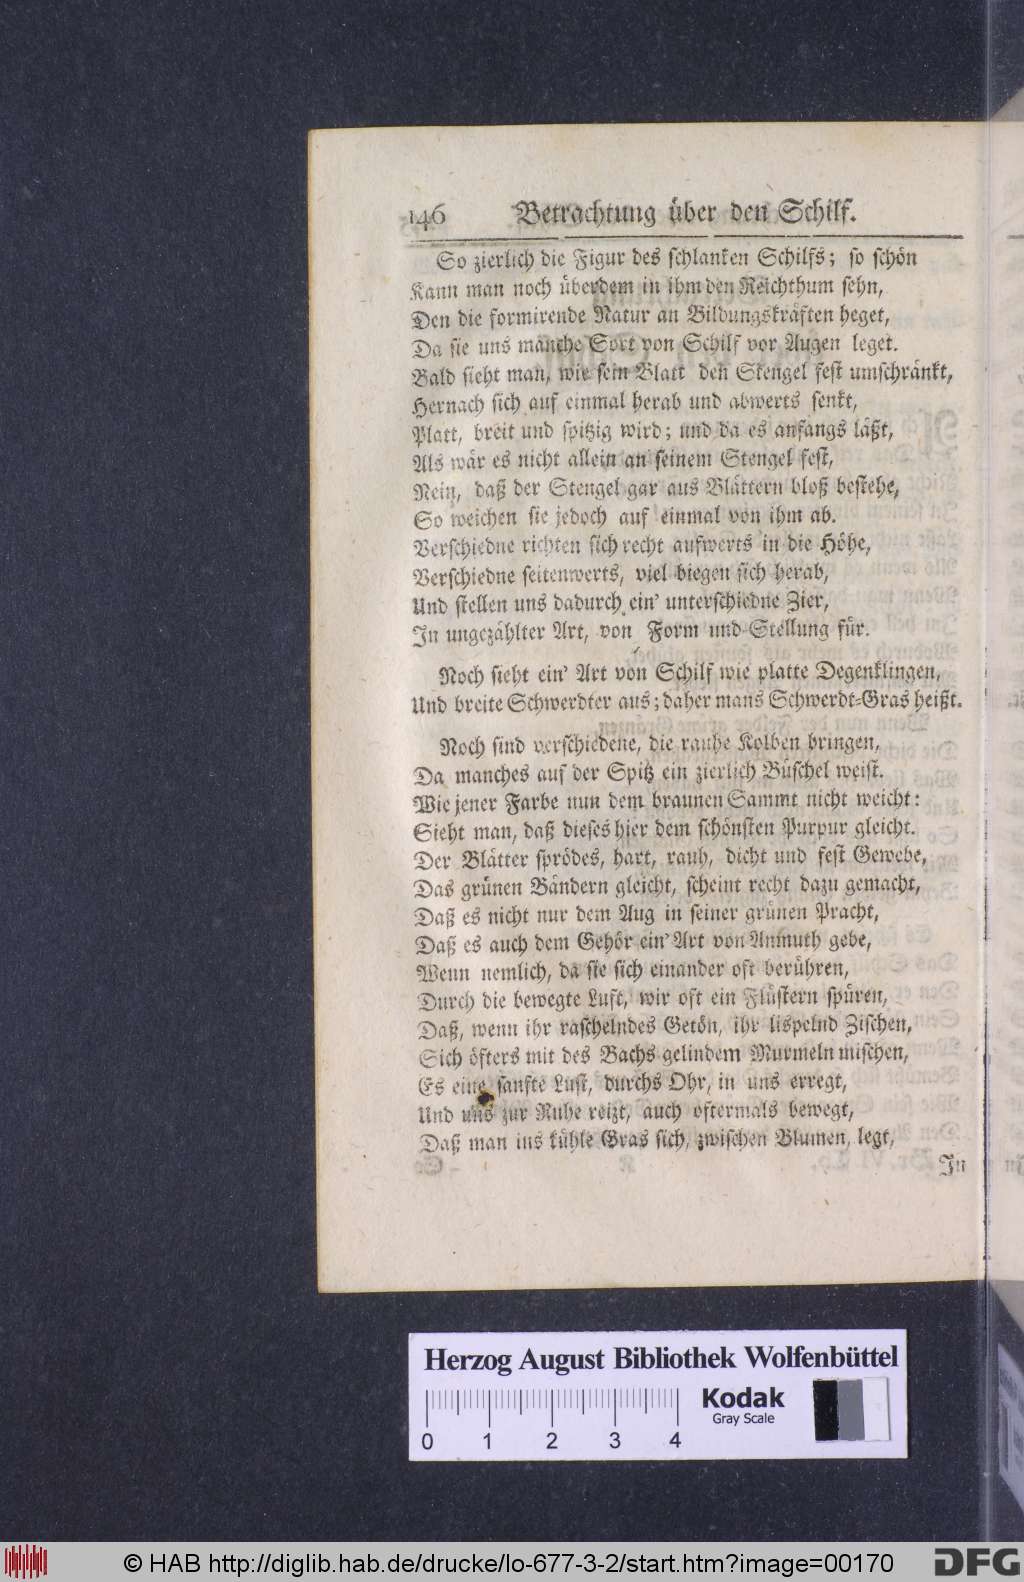 146 Betrachtung über den Schilf.
So zierlich die Figur des schlanken Schilfs; so schön
Kann man noch überdem in ihm den Reichthum sehn,
Den die formirende Natur an Bildungskräften heget,
Da sie uns manche Sort von Schilf vor Augen leget.
Bald sieht man, wie sein Blatt den Stengel fest umschränkt,
Hernach sich auf einmal herab und abwerts senkt,
Platt, breit und spitzig wird; und da es anfangs läßt,
Als wär es nicht allein an seinem Stengel fest,
Nein, daß der Stengel gar aus Blättern bloß bestehe,
So weichen sie jedoch auf einmal von ihm ab.
Verschiedne richten sich recht aufwerts in die Höhe,
Verschiedne seitenwerts, viel biegen sich herab,
Und stellen uns dadurch ein' unterschiedne Zier,
In ungezählter Art, von Form und Stellung für.
Noch sieht ein' Art von Schilf wie platte Degenklingen,
Und breite Schwerdter aus; daher mans Schwerdt-Gras heißt.
Noch sind verschiedene, die rauhe Kolben bringen,
Da manches auf der Spitz ein zierlich Büschel weist.
Wie jener Farbe nun dem braunen Sammt nicht weicht:
Sieht man, daß dieses hier dem schönsten Purpur gleicht.
Der Blätter sprödes, hart, rauh, dicht und fest Gewebe,
Das grünen Bändern gleicht, scheint recht dazu gemacht,
Daß es nicht nur dem Aug in seiner grünen Pracht,
Daß es auch dem Gehör ein' Art von Anmuth gebe,
Wenn nemlich, da sie sich einander oft berühren,
Durch die bewegte Luft, wir oft ein Flüstern spüren,
Daß, wenn ihr raschelndes Getön, ihr lispelnd Zischen,
Sich öfters mit des Bachs gelindem Murmeln mischen,
Es eine sanfte Lust, durchs Ohr, in uns erregt,
Und uns zur Ruhe reizt, auch oftermals bewegt,
Daß man ins kühle Gras sich, zwischen Blumen, legt,
In
Herzog August Bibliothek Wolfenbüttel
Kodak
Gray Scale
0 1 2 3 4
© HAB http://diglib.hab.de/drucke/lo-677-3-2/start.htm?image=00170
DFG